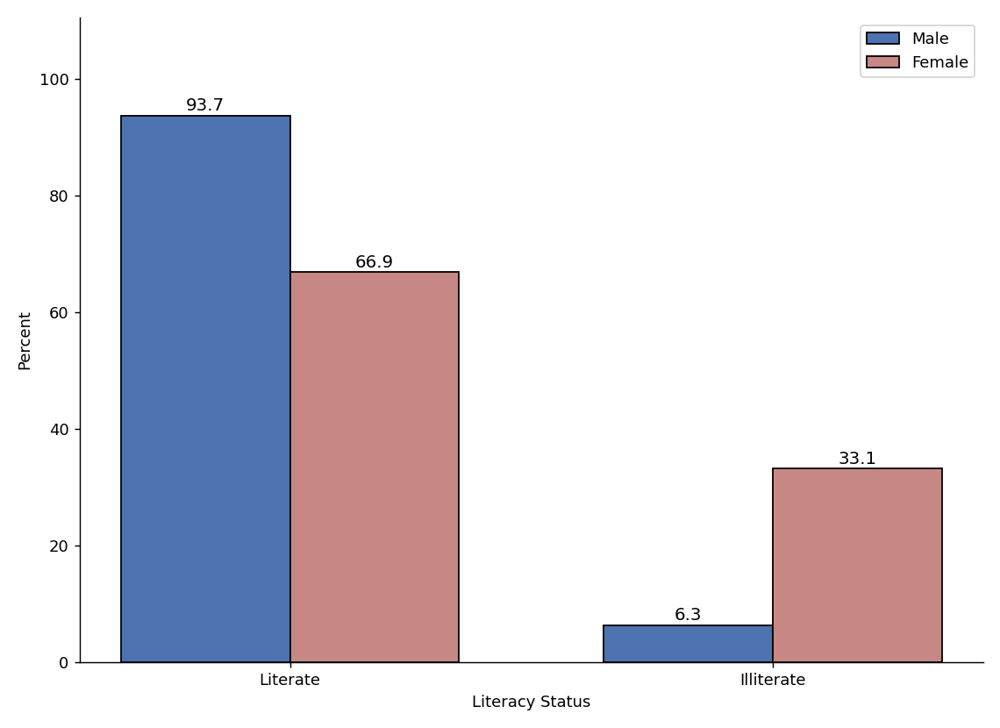 Male
Female
100
80
60
40
20
0
Percent
93.7
66.9
6.3
33.1
Literate
Illiterate
Literacy Status